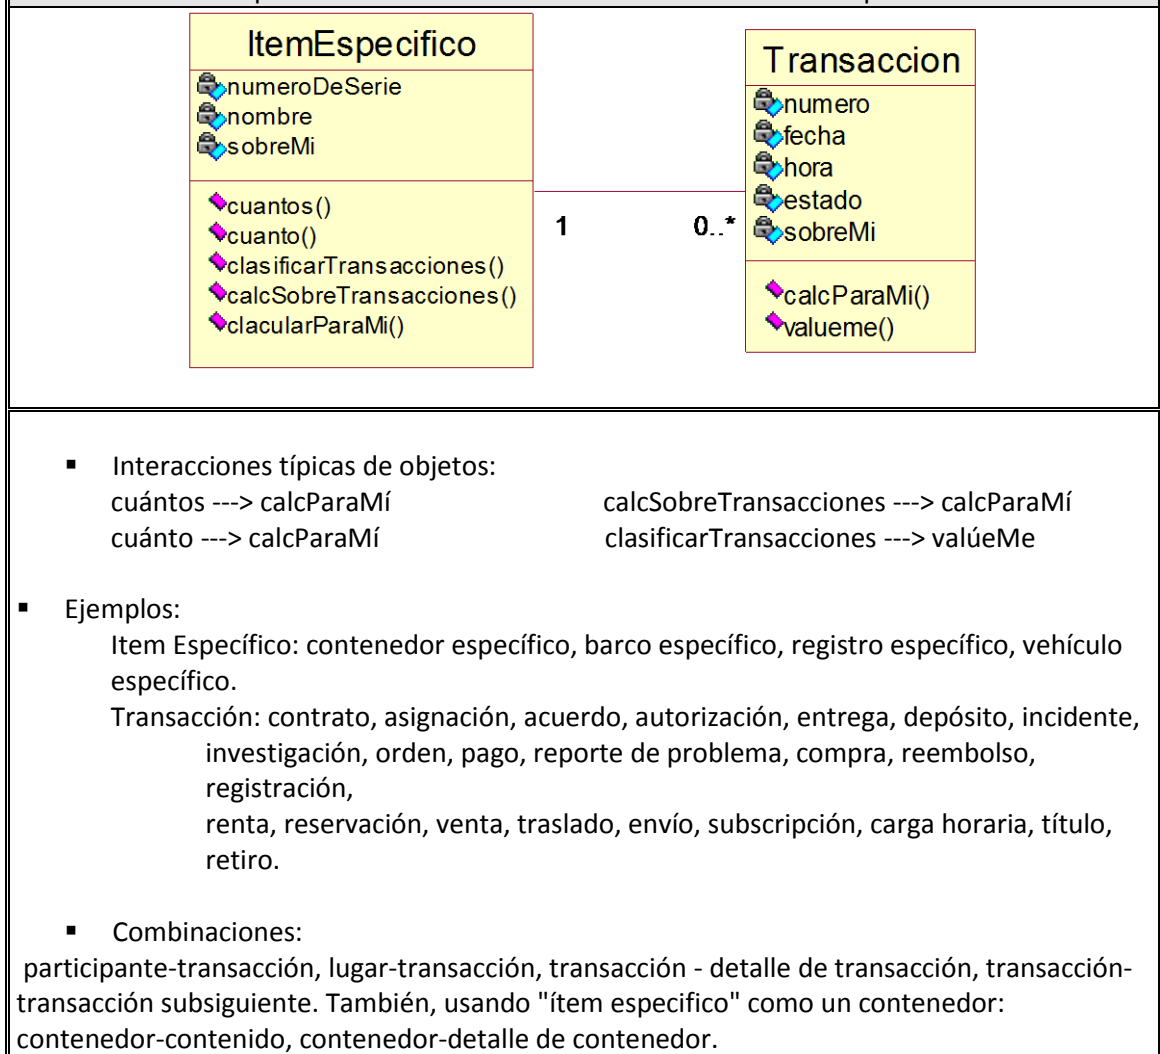 ItemEspecifico
numeroDeSerie
nombre
sobreMi
cuantos()
cuanto()
clasificarTransacciones()
calcSobreTransacciones()
clacularParaMi()
1
0..*
Transaccion
numero
fecha
hora
estado
sobreMi
calcParaMi()
valueme()
▪ Interacciones típicas de objetos:
cuántos ---> calcParaMí calcSobreTransacciones ---> calcParaMí
cuánto ---> calcParaMí clasificarTransacciones ---> valúeMe
▪ Ejemplos:
Item Específico: contenedor específico, barco específico, registro específico, vehículo
específico.
Transacción: contrato, asignación, acuerdo, autorización, entrega, depósito, incidente,
investigación, orden, pago, reporte de problema, compra, reembolso,
registración,
renta, reservación, venta, traslado, envío, subscripción, carga horaria, título,
retiro.
▪ Combinaciones:
participante-transacción, lugar-transacción, transacción - detalle de transacción, transacción-
transacción subsiguiente. También, usando "ítem especifico" como un contenedor:
contenedor-contenido, contenedor-detalle de contenedor.